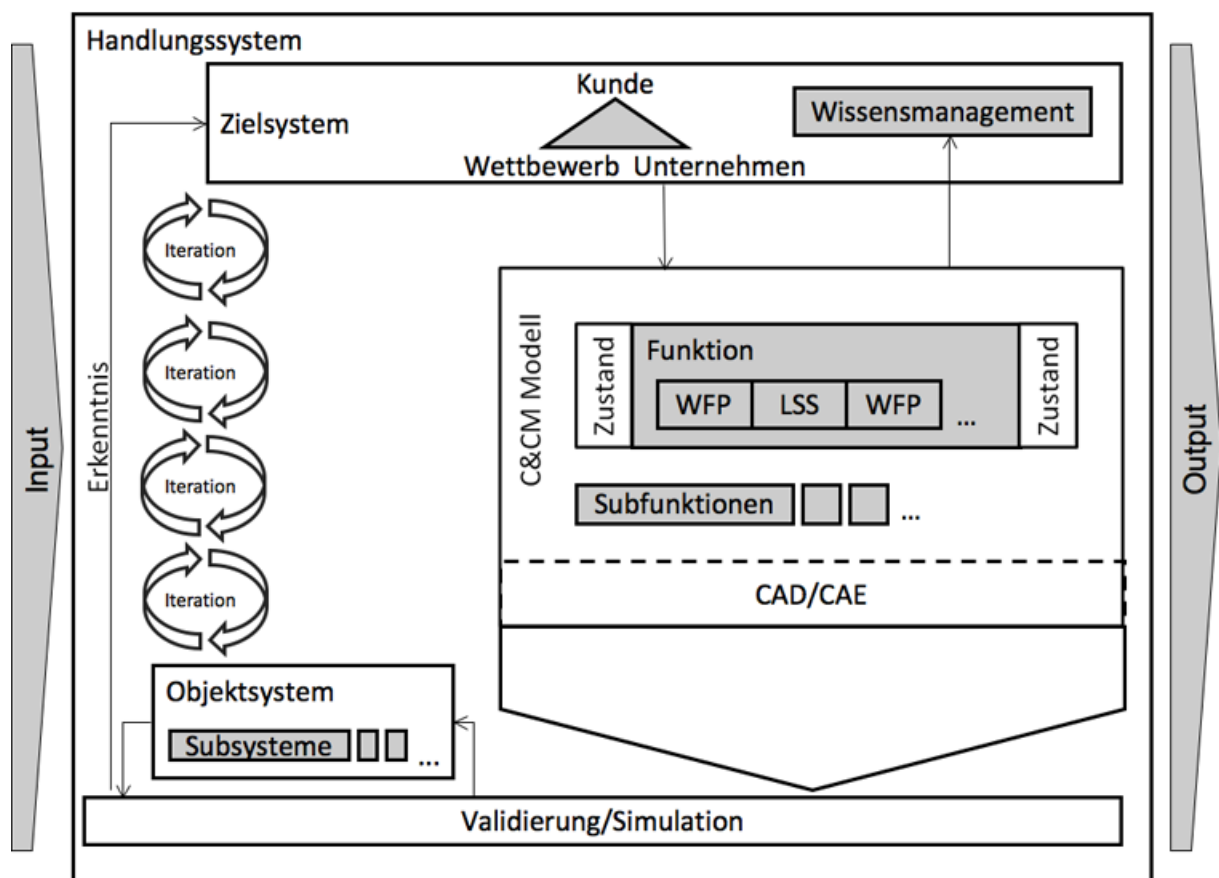 Handlungssystem
Kunde
Zielsystem
Wissensmanagement
Wettbewerb Unternehmen
Iteration
Iteration
Iteration
Iteration
Erkenntnis
Input
Output
C&CM Modell
Zustand
Funktion
WFP LSS WFP ...
Zustand
Subfunktionen ...
CAD/CAE
Objektsystem
Subsysteme ...
Validierung/Simulation